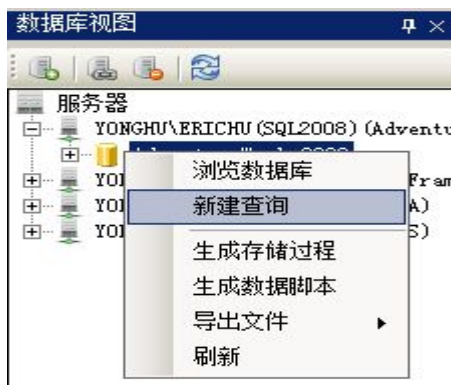 数据库视图
服务器
YONGHU\ERICHU(SQL2008)(Adventu
浏览数据库
Fram
新建查询
A)
S)
生成存储过程
生成数据脚本
导出文件
刷新